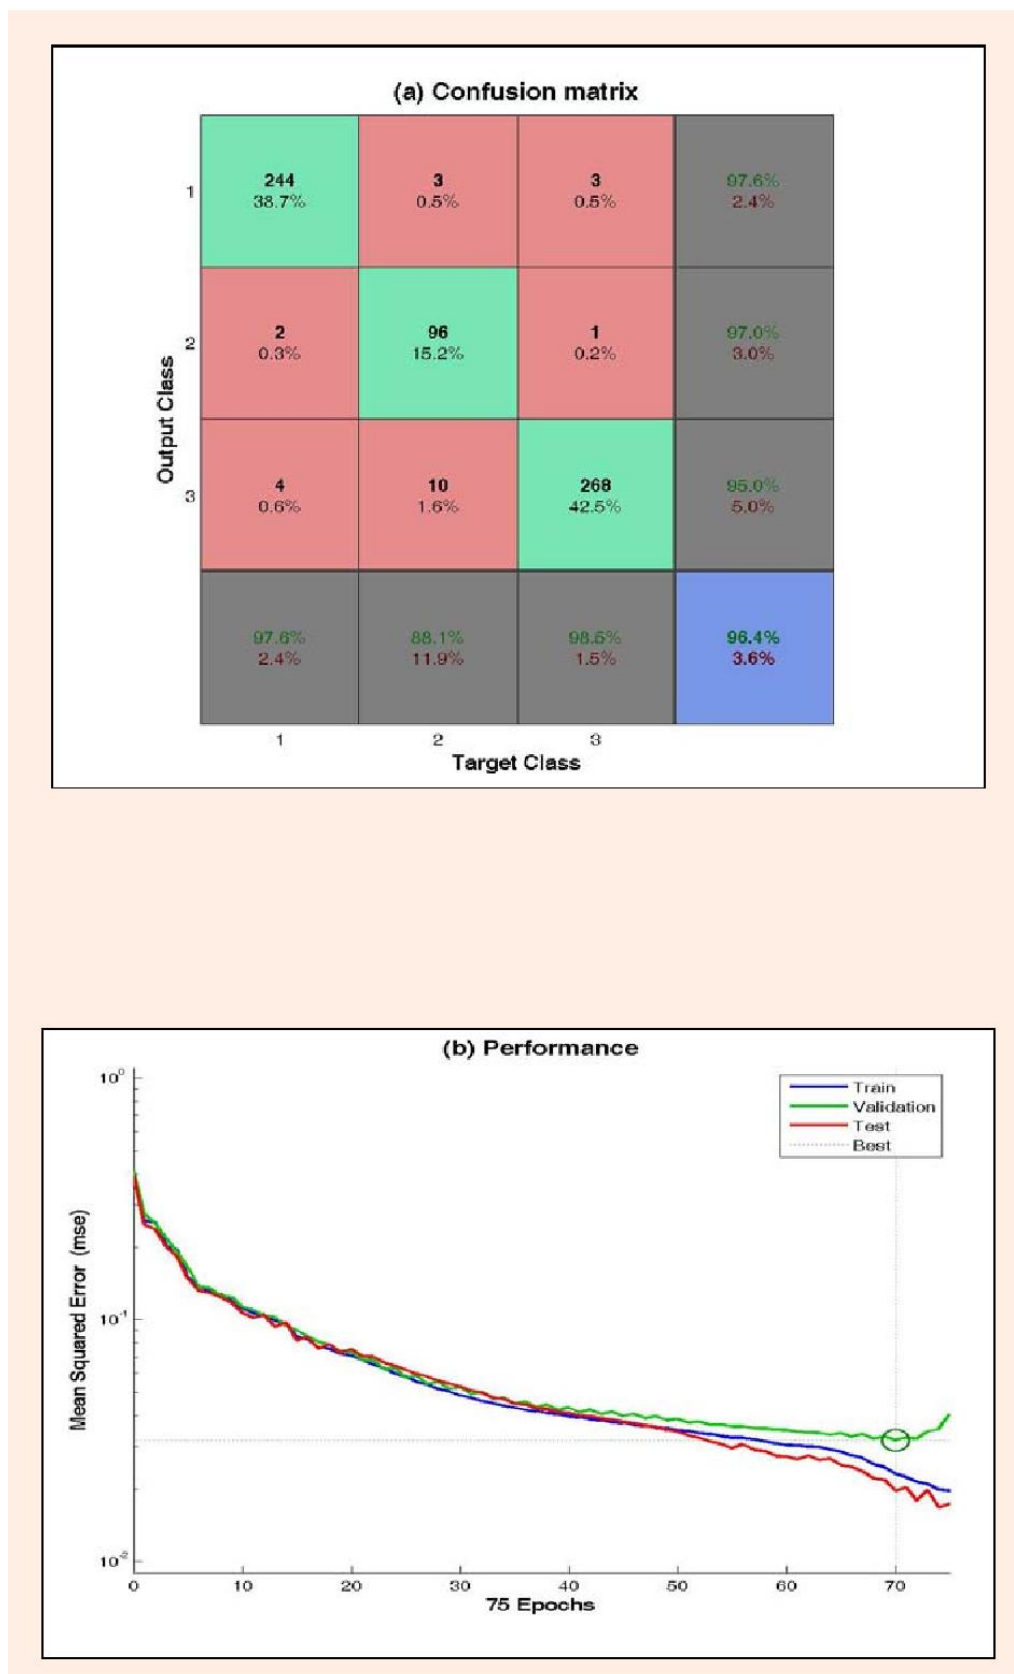 (a) Confusion matrix
244 3 3 97.6%
1
38.7% 0.5% 0.5% 2.4%
2 96 1 97.0%
2
0.3% 15.2% 0.2% 3.0%
4 10 268 95.0%
3
0.6% 1.6% 42.5% 5.0%
97.6% 88.1% 98.5% 96.4%
2.4% 11.9% 1.5% 3.6%
1 2 3
Target Class
Output Class
(b) Performance
Train
Validation
Test
Best
10⁰
10⁻¹
10⁻²
Mean Squared Error (mse)
0 10 20 30 40 50 60 70
75 Epochs